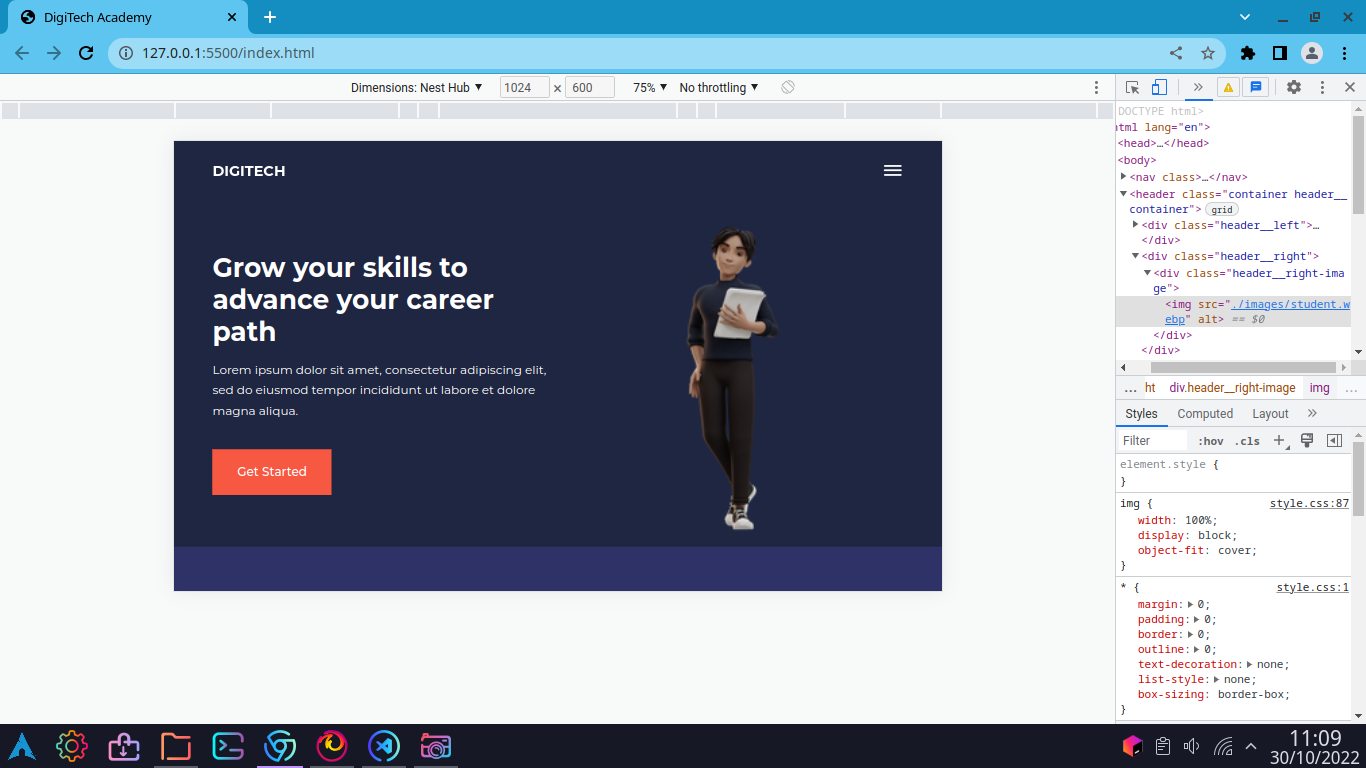 DigiTech Academy
127.0.0.1:5500/index.html
Dimensions: Nest Hub 1024 × 600 75% No throttling
DIGITECH
Grow your skills to
advance your career
path
Lorem ipsum dolor sit amet, consectetur adipiscing elit,
sed do eiusmod tempor incididunt ut labore et dolore
magna aliqua.
Get Started
DOCTYPE html>
html lang="en">
<head>…</head>
<body>
<nav class>…</nav>
<header class="container header__
container"> grid
<div class="header__left">…
</div>
<div class="header__right">
<div class="header__right-ima
ge">
<img src="./images/student.w
ebp" alt> == $0
</div>
</div>
… ht div.header__right-image img …
Styles Computed Layout
Filter :hov .cls
element.style {
}
img { style.css:87
width: 100%;
display: block;
object-fit: cover;
}
* { style.css:1
margin: 0;
padding: 0;
border: 0;
outline: 0;
text-decoration: none;
list-style: none;
box-sizing: border-box;
}
11:09
30/10/2022